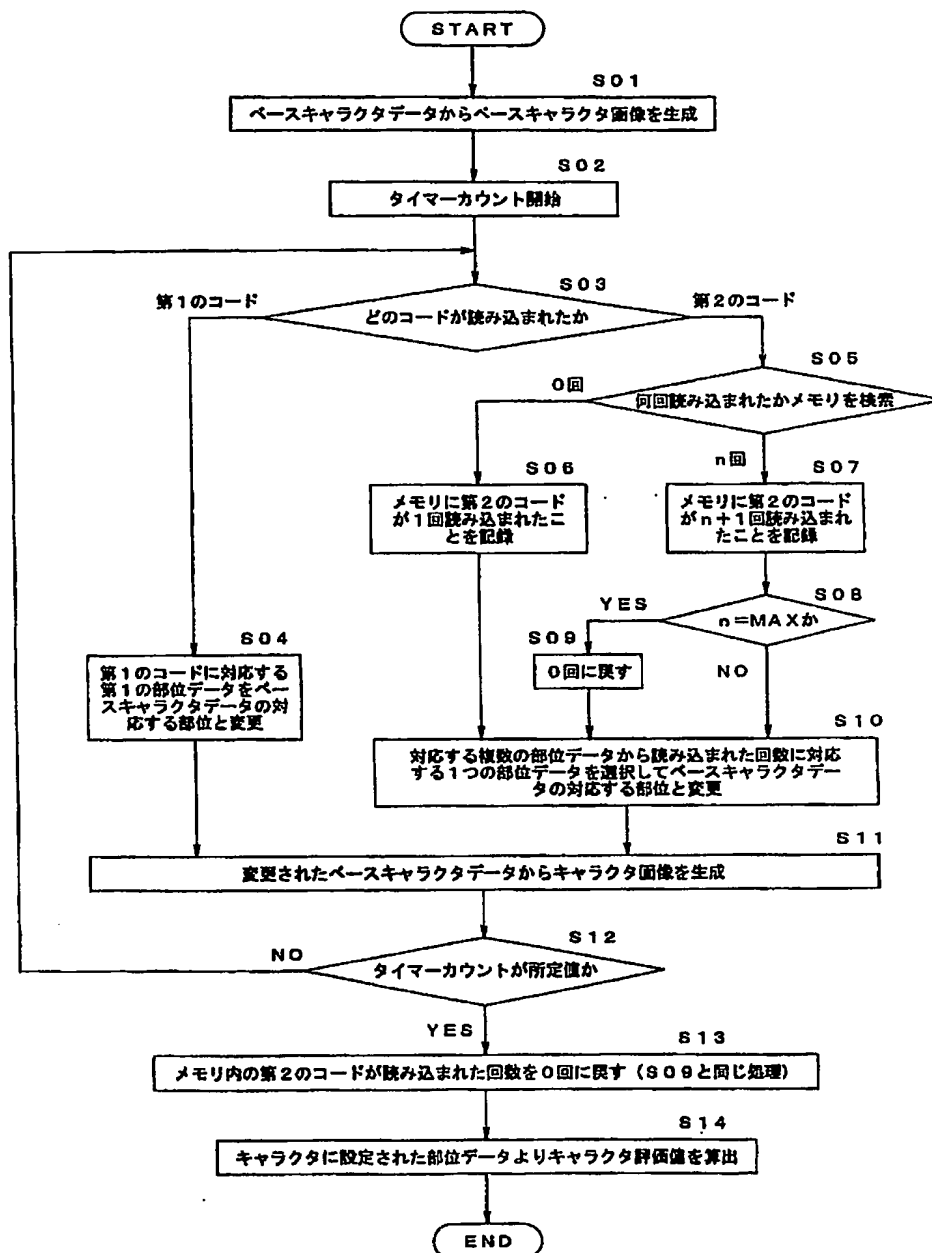 START
S01
ベースキャラクタデータからベースキャラクタ画像を生成
S02
タイマーカウント開始
S03
第1のコード
どのコードが読み込まれたか
第2のコード
S05
0回
何回読み込まれたかメモリを検索
n回
S06
メモリに第2のコード
が1回読み込まれたこ
とを記録
S07
メモリに第2のコード
がn+1回読み込まれ
たことを記録
S08
YES
n=MAXか
S09
0回に戻す
NO
S04
第1のコードに対応する
第1の部位データをベー
スキャラクタデータの対
応する部位と変更
S10
対応する複数の部位データから読み込まれた回数に対応
する1つの部位データを選択してベースキャラクタデー
タの対応する部位と変更
S11
変更されたベースキャラクタデータからキャラクタ画像を生成
S12
NO
タイマーカウントが所定値か
YES
S13
メモリ内の第2のコードが読み込まれた回数を0回に戻す(S09と同じ処理)
S14
キャラクタに設定された部位データよりキャラクタ評価値を算出
END